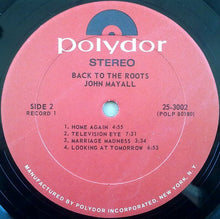 polydor
STEREO
BACK TO THE ROOTS
JOHN MAYALL
SIDE 2
RECORD 1
25-3002
(POLP 80180)
1. HOME AGAIN 4:55
2. TELEVISION EYE 7:31
3. MARRIAGE MADNESS 3:34
4. LOOKING AT TOMORROW 6:53
MANUFACTURED BY POLYDOR INCORPORATED, NEW YORK, N.Y.